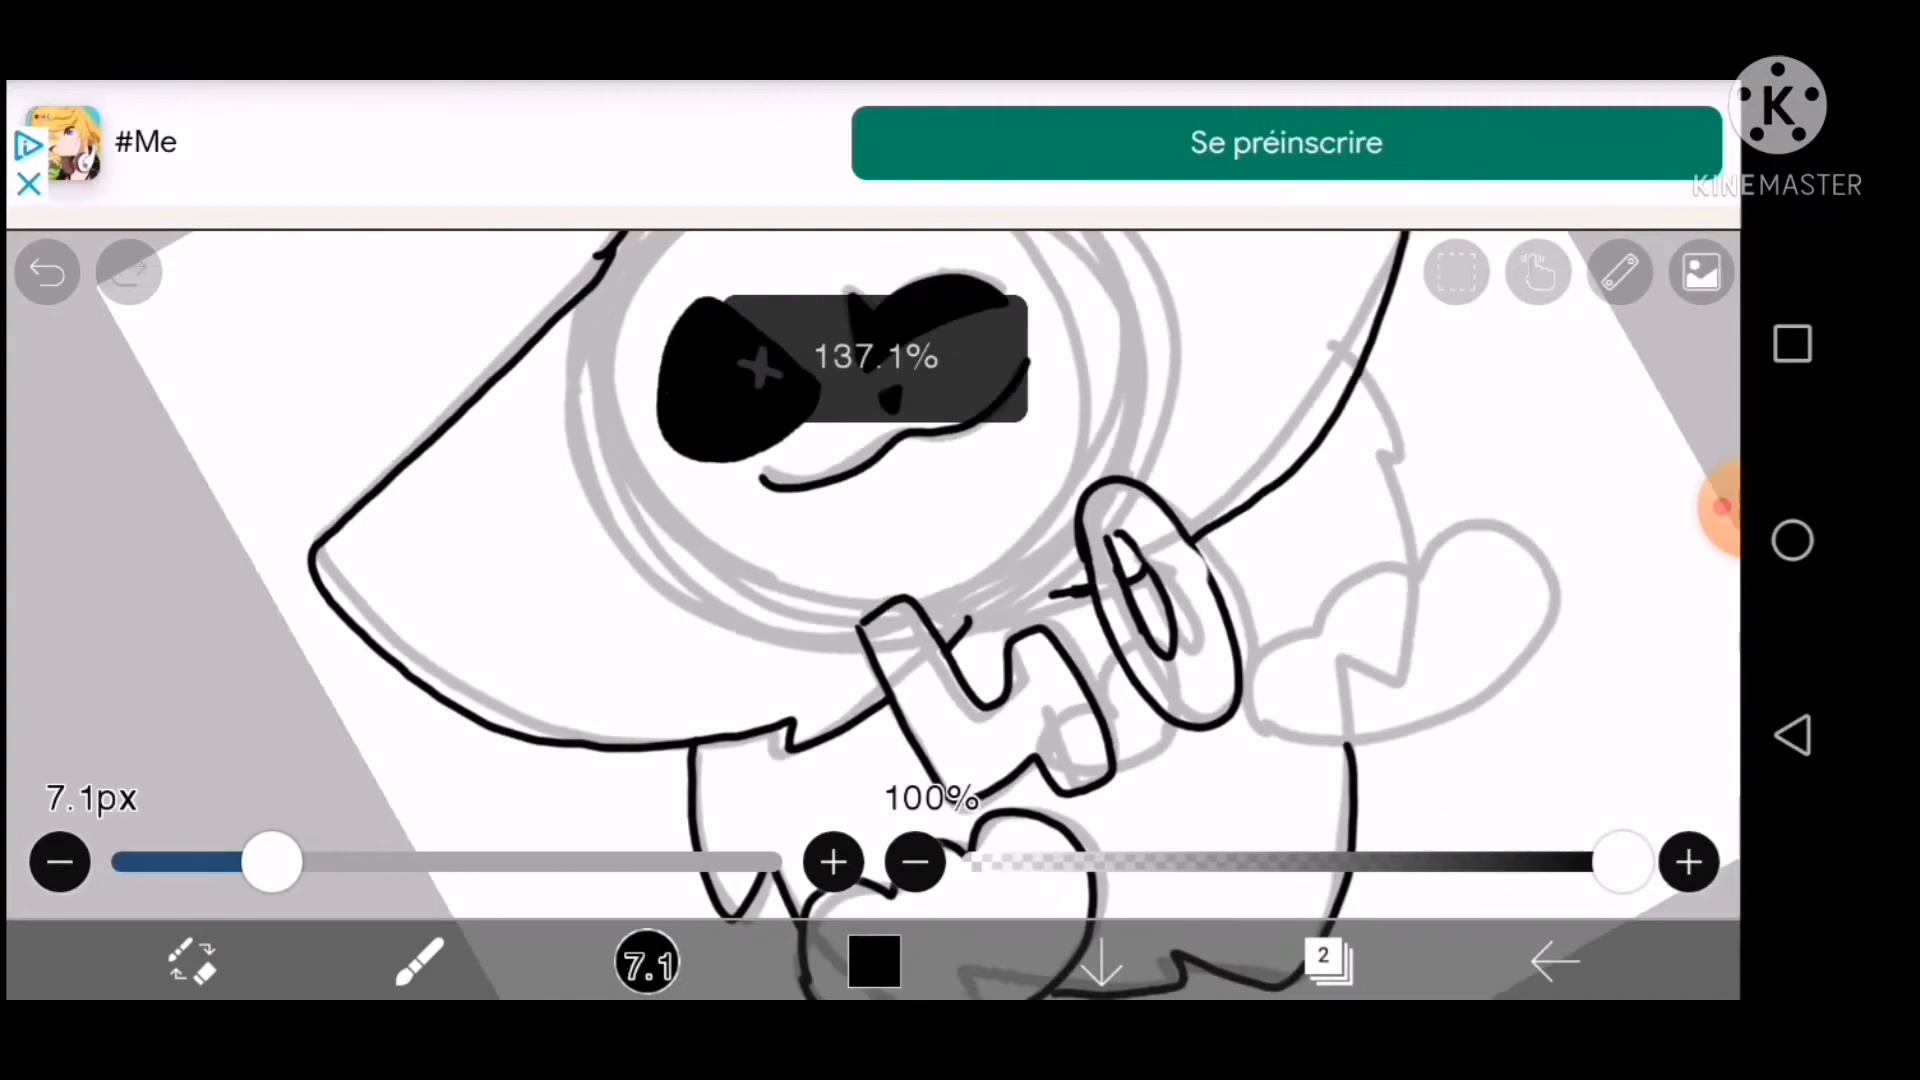 #Me
Se préinscrire
K
KINEMASTER
137.1%
7.1px
100%
7.1
2